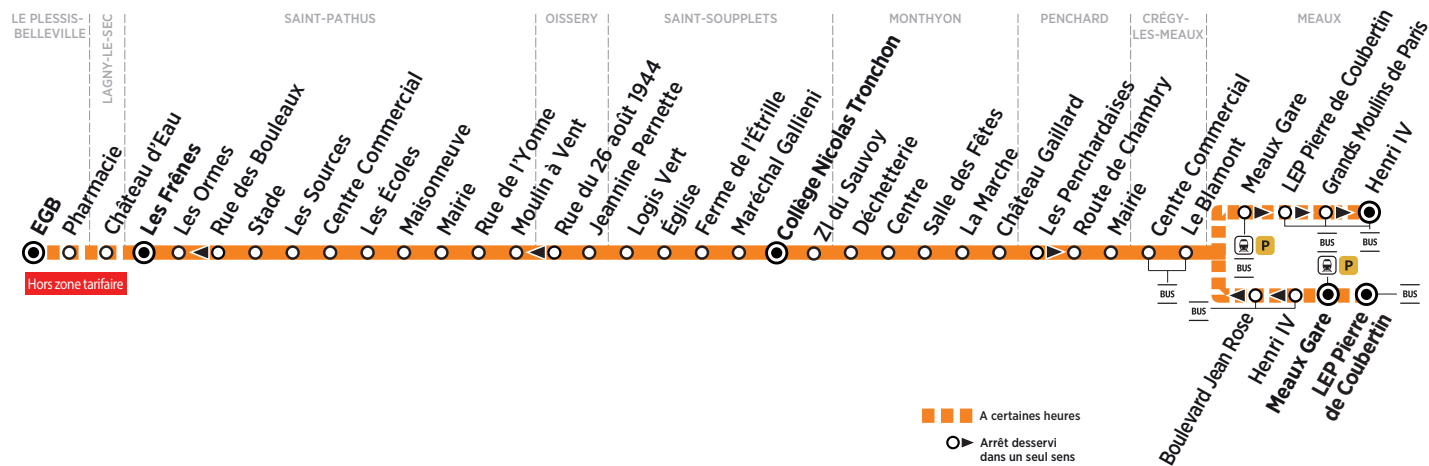 LE PLESSIS-
BELLEVILLE
LAGNY-LE-SEC
SAINT-PATHUS
OISSERY
SAINT-SOUPPLETS
MONTHYON
PENCHARD
CRÉGY-
LES-MEAUX
MEAUX
EGB
Pharmacie
Château d'Eau
Les Frênes
Les Ormes
Rue des Bouleaux
Stade
Les Sources
Centre Commercial
Les Écoles
Maisonneuve
Mairie
Rue de l'Yonne
Moulin à Vent
Rue du 26 août 1944
Jeannine Pernette
Logis Vert
Église
Ferme de l'Étrille
Maréchal Gallieni
Collège Nicolas Tronchon
ZI du Sauvoy
Déchetterie
Centre
Salle des Fêtes
La Marche
Château Gaillard
Les Penchardaises
Route de Chambry
Mairie
Centre Commercial
Le Blamont
Meaux Gare
LEP Pierre de Coubertin
Grands Moulins de Paris
Henri IV
Hors zone tarifaire
P
BUS
BUS
BUS
P
BUS
BUS
BUS
BUS
Boulevard Jean Rose
Henri IV
Meaux Gare
LEP Pierre
de Coubertin
A certaines heures
Arrêt desservi
dans un seul sens